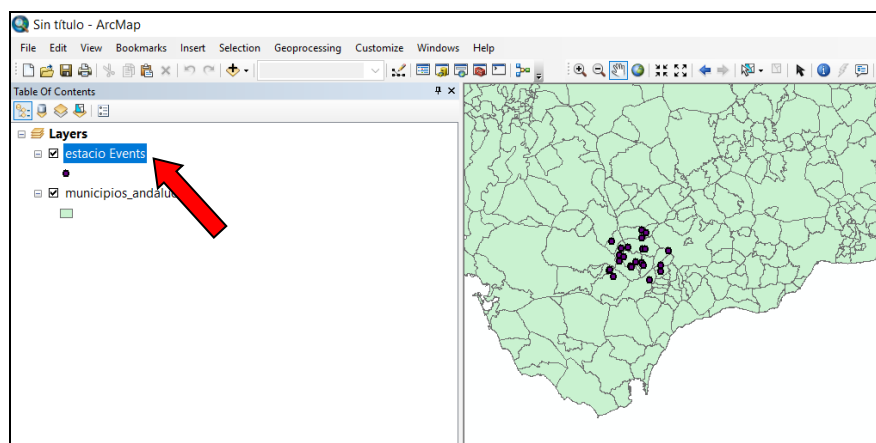 Sin título - ArcMap
File Edit View Bookmarks Insert Selection Geoprocessing Customize Windows Help
Table Of Contents
Layers
estacio Events
municipios_andaluc